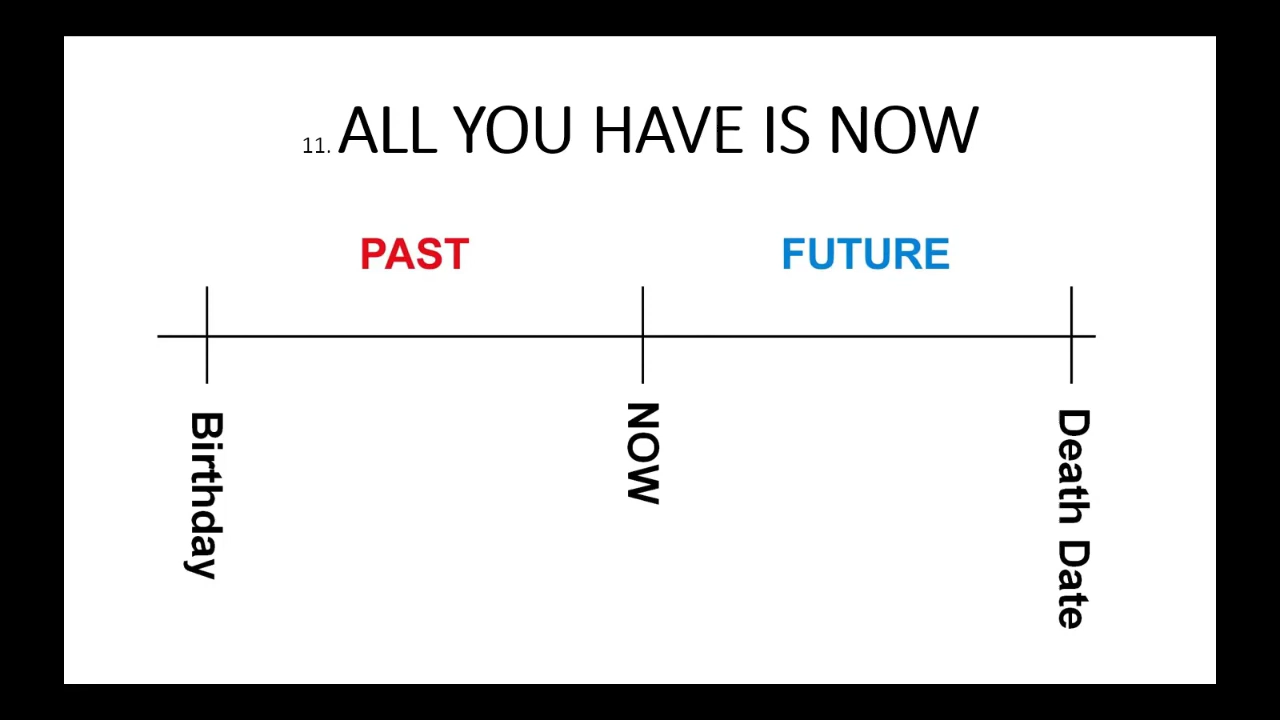 11. ALL YOU HAVE IS NOW
PAST
FUTURE
Birthday
NOW
Death Date